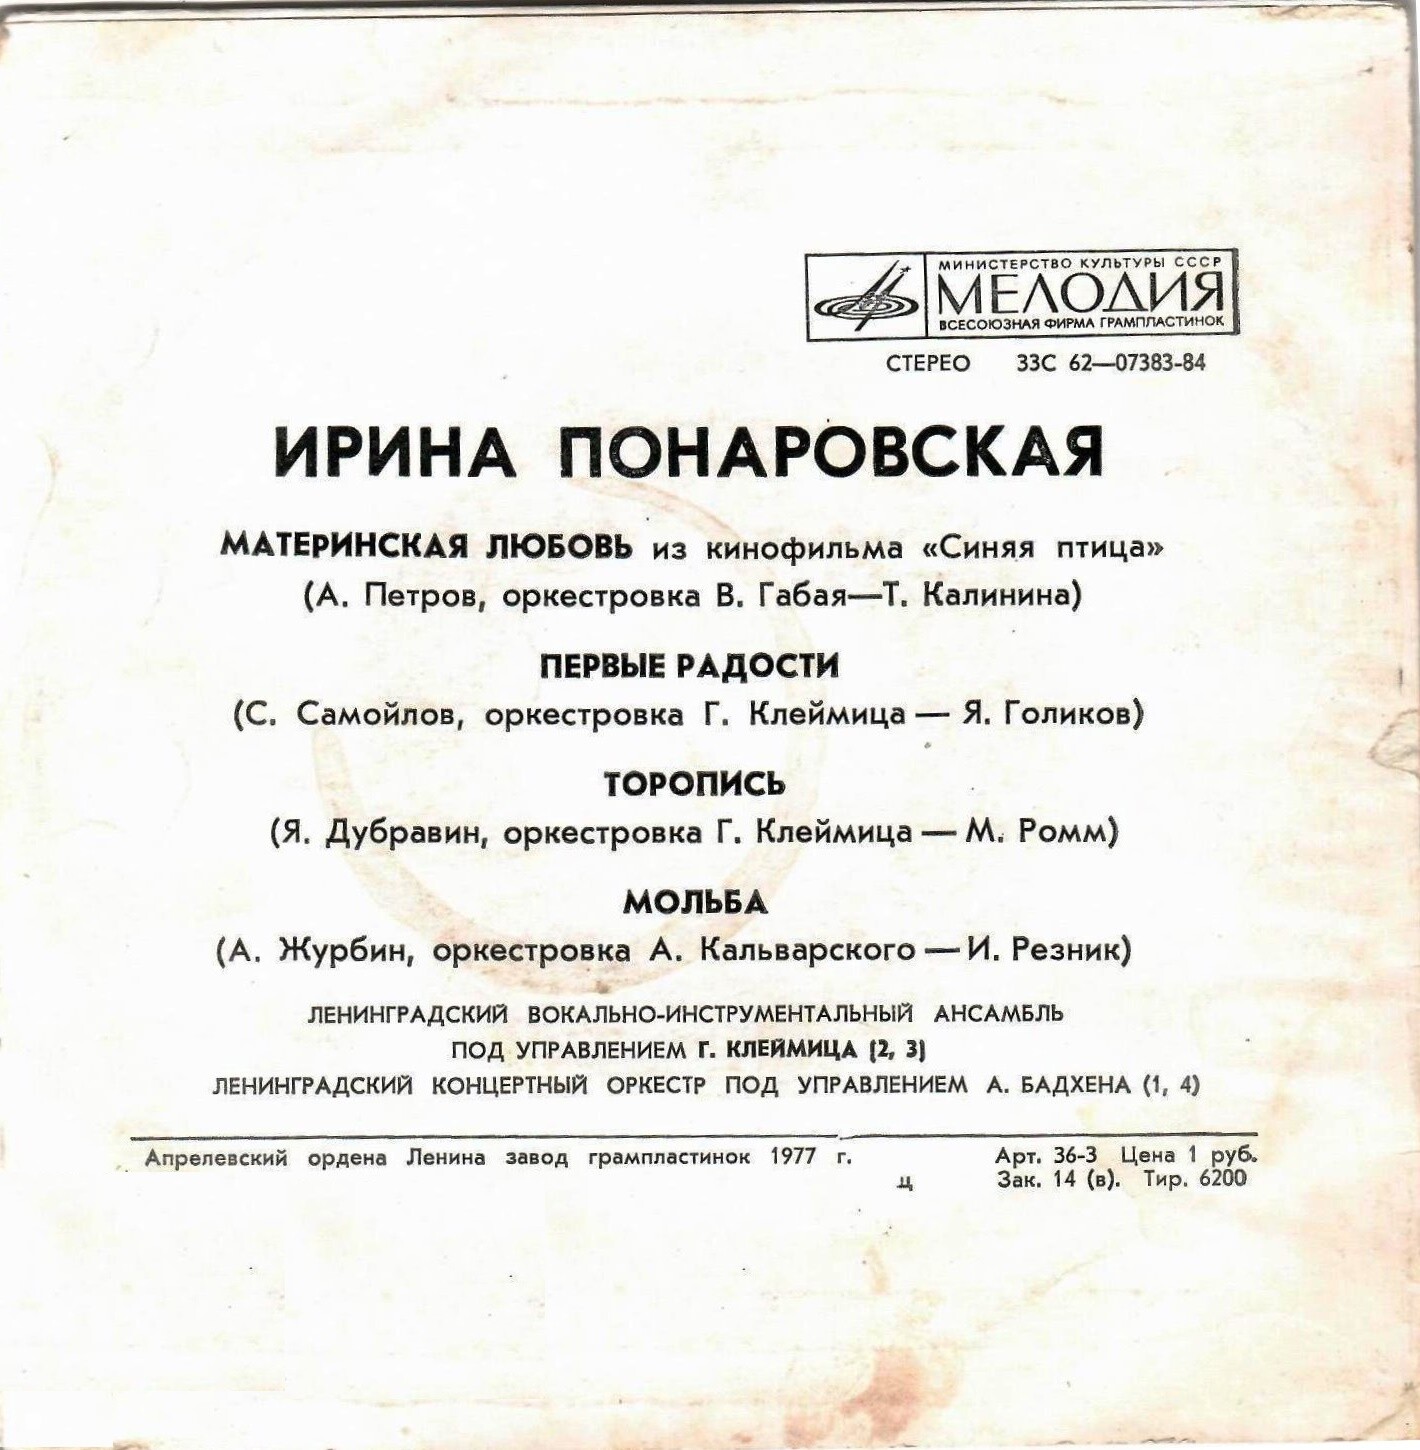 МИНИСТЕРСТВО КУЛЬТУРЫ СССР
МЕЛОДИЯ
ВСЕСОЮЗНАЯ ФИРМА ГРАМПЛАСТИНОК
СТЕРЕО 33С 62—07383-84
ИРИНА ПОНАРОВСКАЯ
МАТЕРИНСКАЯ ЛЮБОВЬ из кинофильма «Синяя птица»
(А. Петров, оркестровка В. Габая—Т. Калинина)
ПЕРВЫЕ РАДОСТИ
(С. Самойлов, оркестровка Г. Клеймица — Я. Голиков)
ТОРОПИСЬ
(Я. Дубравин, оркестровка Г. Клеймица — М. Ромм)
МОЛЬБА
(А. Журбин, оркестровка А. Кальварского — И. Резник)
ЛЕНИНГРАДСКИЙ ВОКАЛЬНО-ИНСТРУМЕНТАЛЬНЫЙ АНСАМБЛЬ
ПОД УПРАВЛЕНИЕМ Г. КЛЕЙМИЦА (2, 3)
ЛЕНИНГРАДСКИЙ КОНЦЕРТНЫЙ ОРКЕСТР ПОД УПРАВЛЕНИЕМ А. БАДХЕНА (1, 4)
Апрелевский ордена Ленина завод грампластинок 1977 г. Арт. 36-3 Цена 1 руб.
ц Зак. 14 (в). Тир. 6200